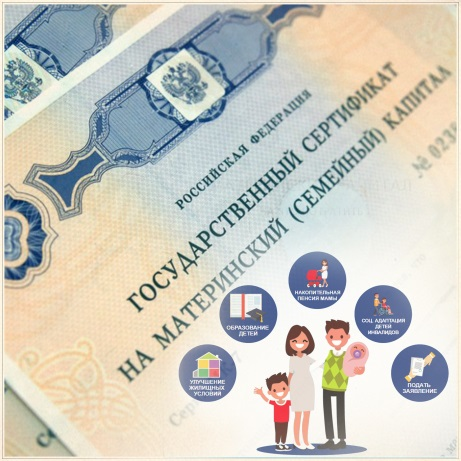 РОССИЙСКАЯ ФЕДЕРАЦИЯ
ГОСУДАРСТВЕННЫЙ СЕРТИФИКАТ
НА МАТЕРИНСКИЙ (СЕМЕЙНЫЙ) КАПИТАЛ
НАКОПИТЕЛЬНАЯ
ПЕНСИЯ МАМЫ
ОБРАЗОВАНИЕ
ДЕТЕЙ
СОЦ. АДАПТАЦИЯ
ДЕТЕЙ
ИНВАЛИДОВ
УЛУЧШЕНИЕ
ЖИЛИЩНЫХ
УСЛОВИЙ
ПОДАТЬ
ЗАЯВЛЕНИЕ